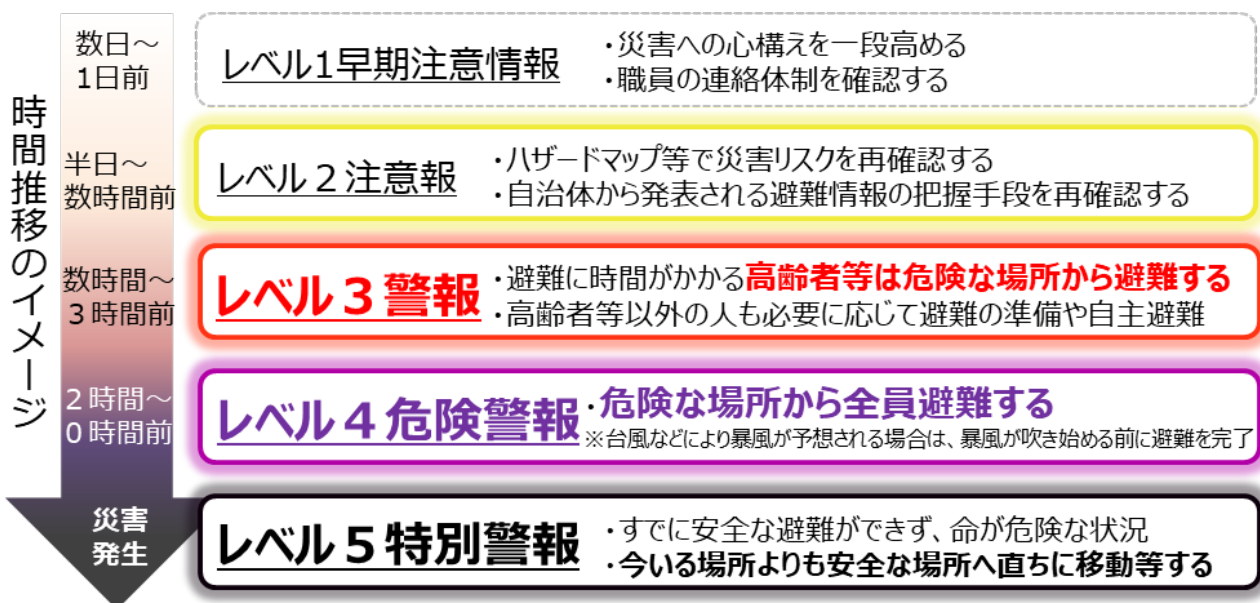 時間推移のイメージ
数日～
1日前
レベル1早期注意情報
・災害への心構えを一段高める
・職員の連絡体制を確認する
半日～
数時間前
レベル２注意報
・ハザードマップ等で災害リスクを再確認する
・自治体から発表される避難情報の把握手段を再確認する
数時間～
３時間前
レベル３警報
・避難に時間がかかる高齢者等は危険な場所から避難する
・高齢者等以外の人も必要に応じて避難の準備や自主避難
２時間～
０時間前
レベル４危険警報
・危険な場所から全員避難する
※台風などにより暴風が予想される場合は、暴風が吹き始める前に避難を完了
災害
発生
レベル５特別警報
・すでに安全な避難ができず、命が危険な状況
・今いる場所よりも安全な場所へ直ちに移動等する